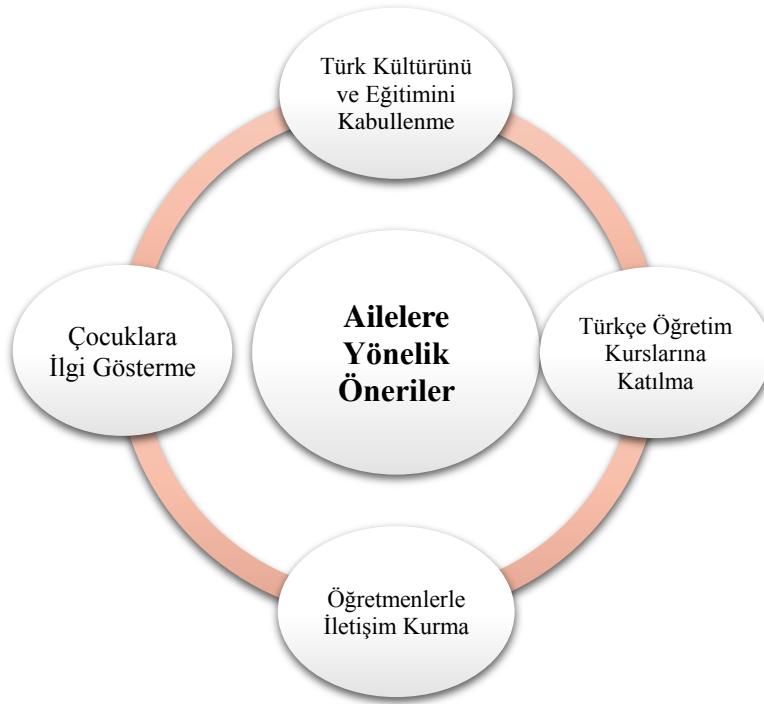 Türk Kültürünü
ve Eğitimini
Kabullenme
Çocuklara
İlgi Gösterme
Ailelere
Yönelik
Öneriler
Türkçe Öğretim
Kurslarına
Katılma
Öğretmenlerle
İletişim Kurma